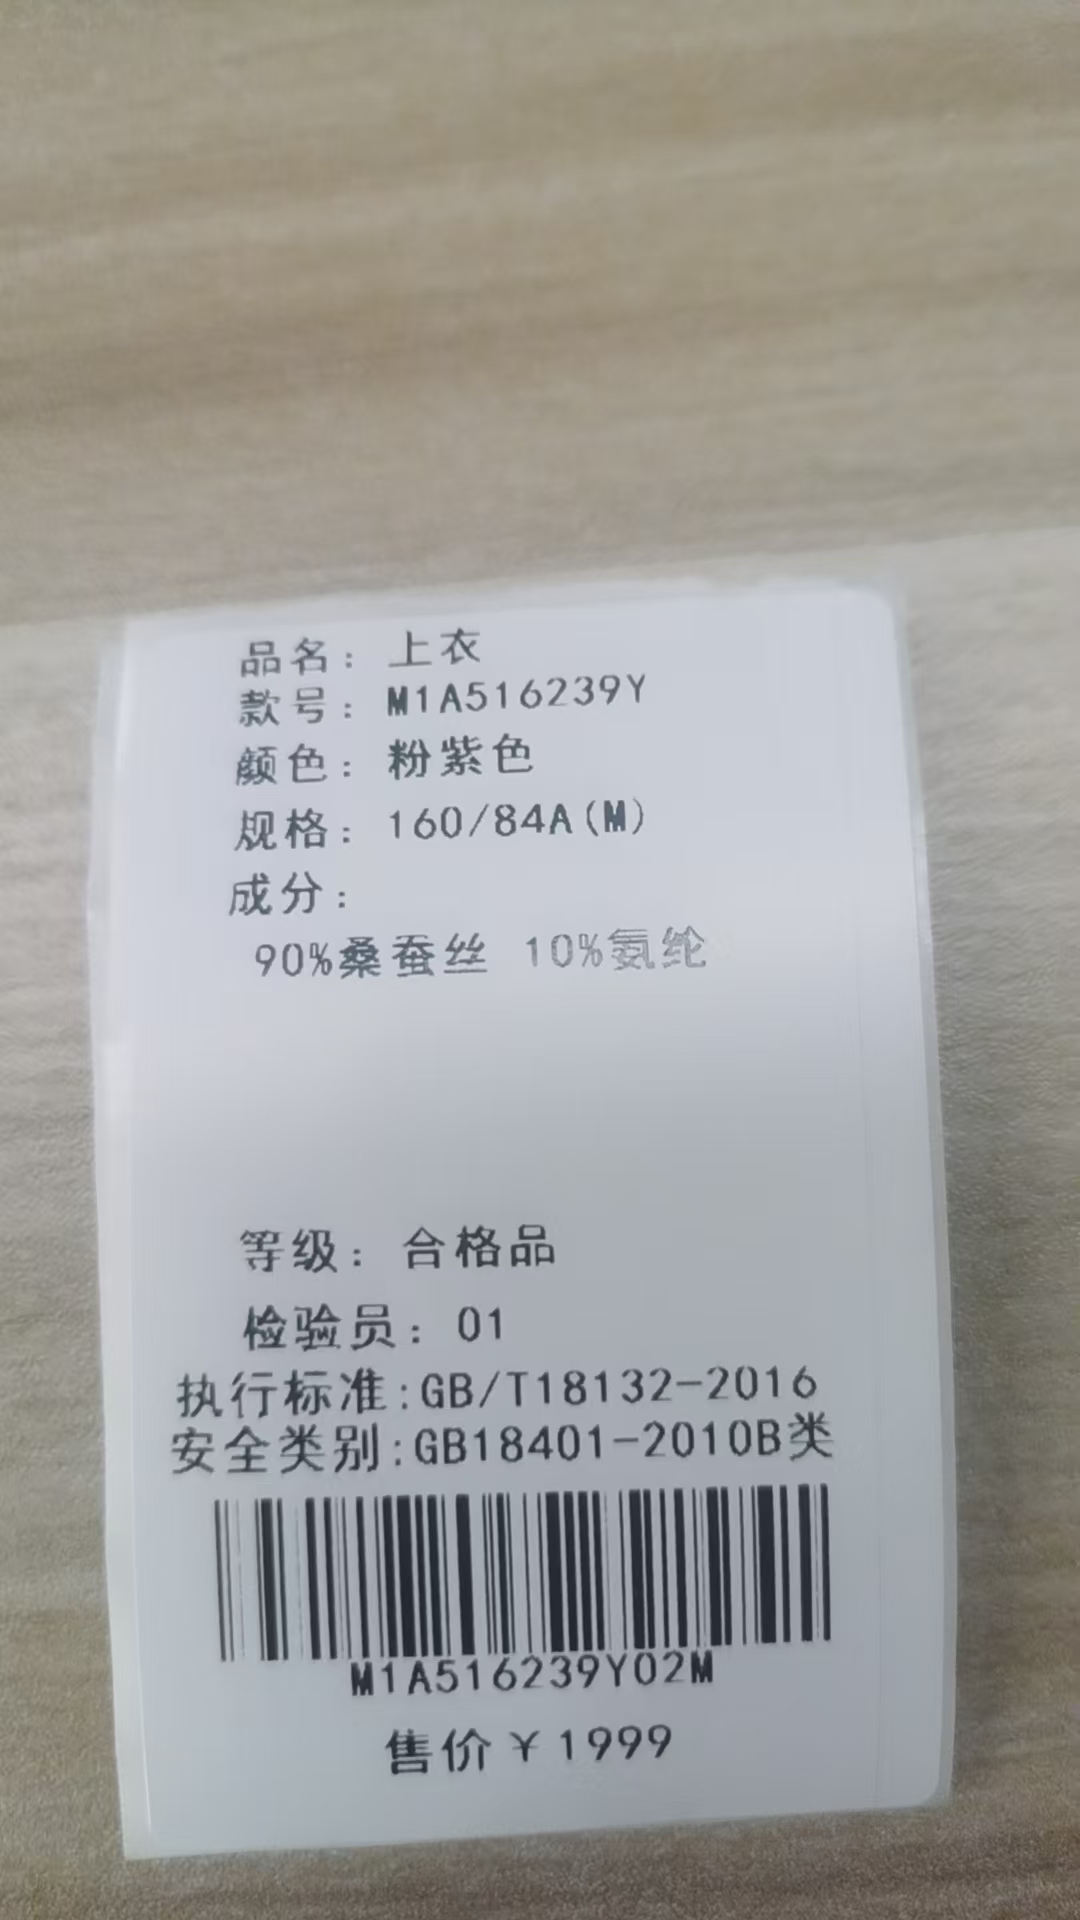 品名： 上衣
款号： M1A516239Y
颜色： 粉紫色
规格： 160/84A(M)
成分：
90%桑蚕丝 10%氨纶
等级： 合格品
检验员： 01
执行标准:GB/T18132-2016
安全类别:GB18401-2010B类
M1A516239Y02M
售价￥1999